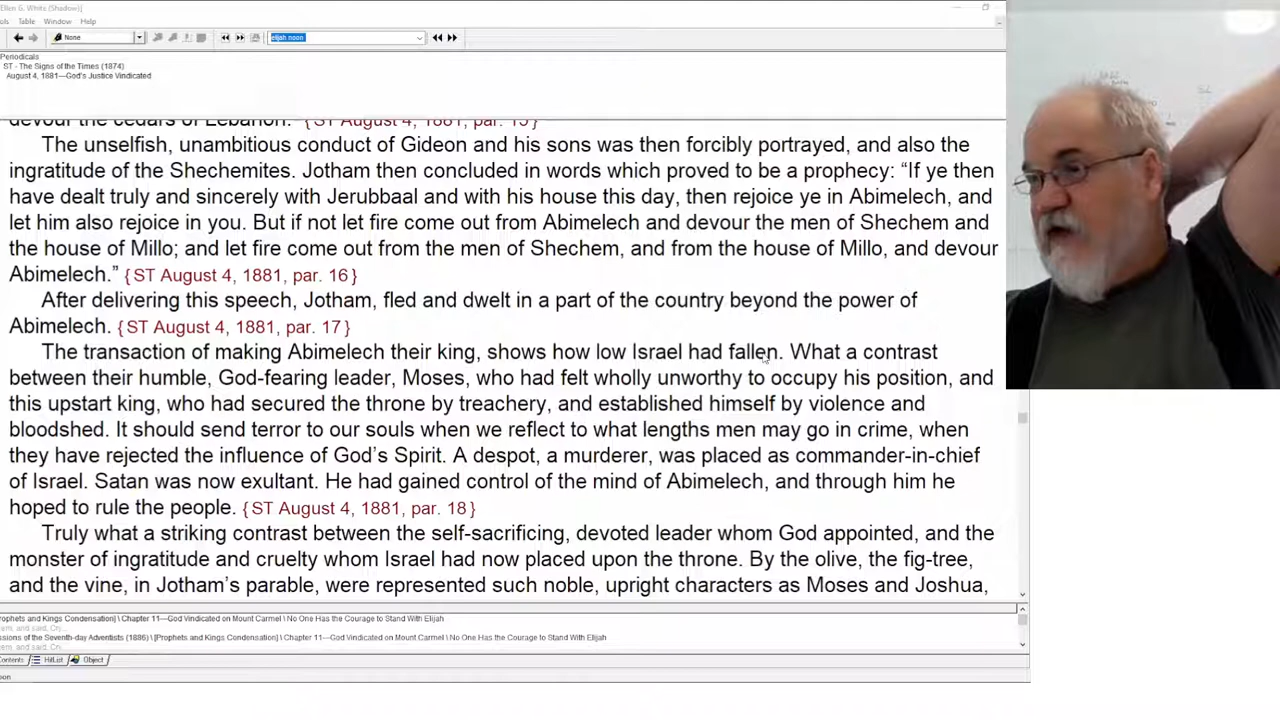 Ellen G. White (Shadow)]
ols Table Window Help
None
elijah noon
Periodicals
ST - The Signs of the Times (1874)
August 4, 1881—God's Justice Vindicated
devour the cedars of Lebanon.” {ST August 4, 1881, par. 15}
The unselfish, unambitious conduct of Gideon and his sons was then forcibly portrayed, and also the
ingratitude of the Shechemites. Jotham then concluded in words which proved to be a prophecy: “If ye then
have dealt truly and sincerely with Jerubbaal and with his house this day, then rejoice ye in Abimelech, and
let him also rejoice in you. But if not let fire come out from Abimelech and devour the men of Shechem and
the house of Millo; and let fire come out from the men of Shechem, and from the house of Millo, and devour
Abimelech.” {ST August 4, 1881, par. 16}
After delivering this speech, Jotham, fled and dwelt in a part of the country beyond the power of
Abimelech. {ST August 4, 1881, par. 17}
The transaction of making Abimelech their king, shows how low Israel had fallen. What a contrast
between their humble, God-fearing leader, Moses, who had felt wholly unworthy to occupy his position, and
this upstart king, who had secured the throne by treachery, and established himself by violence and
bloodshed. It should send terror to our souls when we reflect to what lengths men may go in crime, when
they have rejected the influence of God’s Spirit. A despot, a murderer, was placed as commander-in-chief
of Israel. Satan was now exultant. He had gained control of the mind of Abimelech, and through him he
hoped to rule the people. {ST August 4, 1881, par. 18}
Truly what a striking contrast between the self-sacrificing, devoted leader whom God appointed, and the
monster of ingratitude and cruelty whom Israel had now placed upon the throne. By the olive, the fig-tree,
and the vine, in Jotham’s parable, were represented such noble, upright characters as Moses and Joshua,
rophets and Kings Condensation] \ Chapter 11—God Vindicated on Mount Carmel \ No One Has the Courage to Stand With Elijah
em, and said, Cry
ssions of the Seventh-day Adventists (1886) \ [Prophets and Kings Condensation] \ Chapter 11—God Vindicated on Mount Carmel \ No One Has the Courage to Stand With Elijah
em, and said, Cry
Contents HitList Object
oon